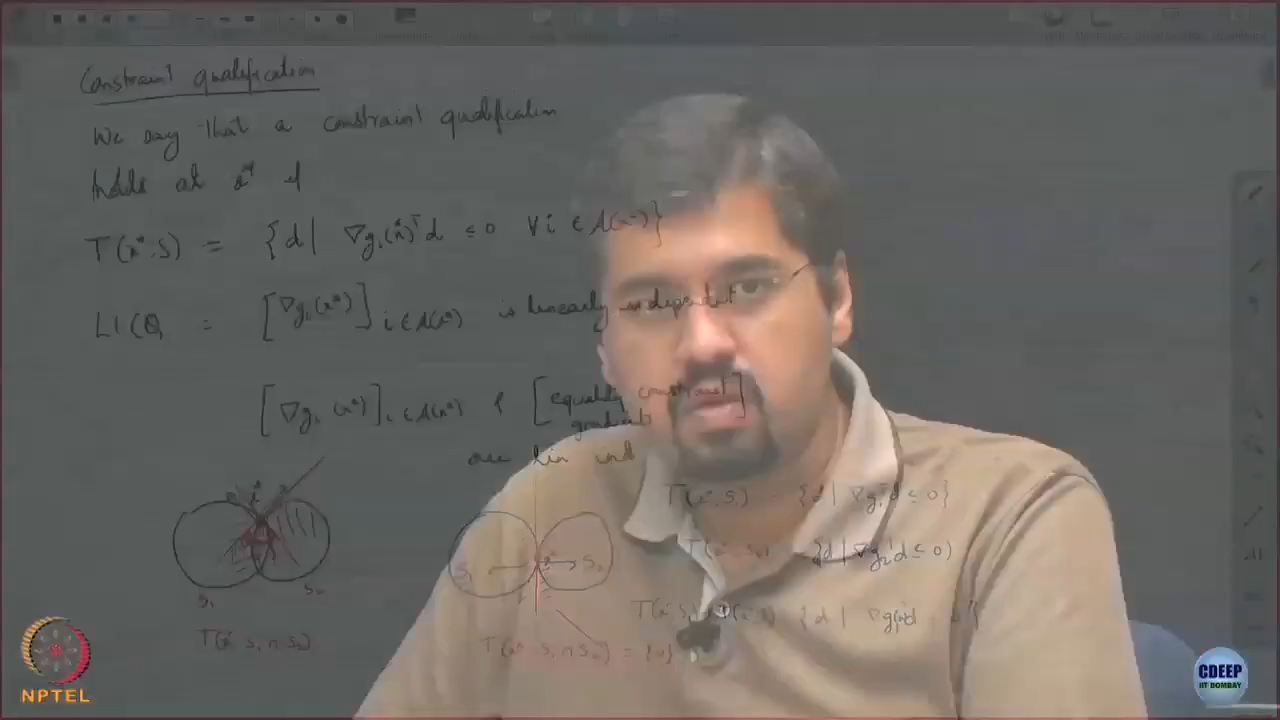 Constraint qualification
We say that a constraint qualification
holds at x* if
T(x*; S) = {d | ∇gᵢ(x*)ᵀd ≤ 0 ∀ i ∈ A(x*)}
LICQ = [∇gᵢ(x*)] i ∈ A(x*) is linearly independent
[∇gᵢ(x*)] i ∈ A(x*) & [equality constraint
gradients]
are lin ind
T(x*; S₁) {d | ∇g₁ᵀd ≤ 0}
S₁ S₂
{d | ∇g₂ᵀd ≤ 0}
S₁ S₂
T(x*; S₁ ∩ S₂)
T(x*; S₁ ∩ S₂) = {0}
NPTEL
CDEEP
IIT BOMBAY